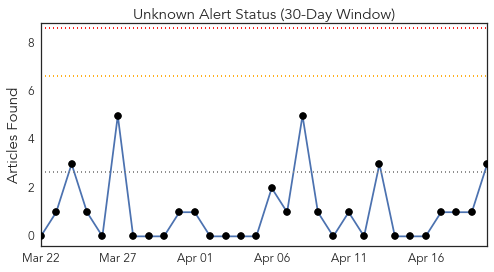 Unknown Alert Status (30-Day Window)
Articles Found
8
6
4
2
0
Mar 22 Mar 27 Apr 01 Apr 06 Apr 11 Apr 16